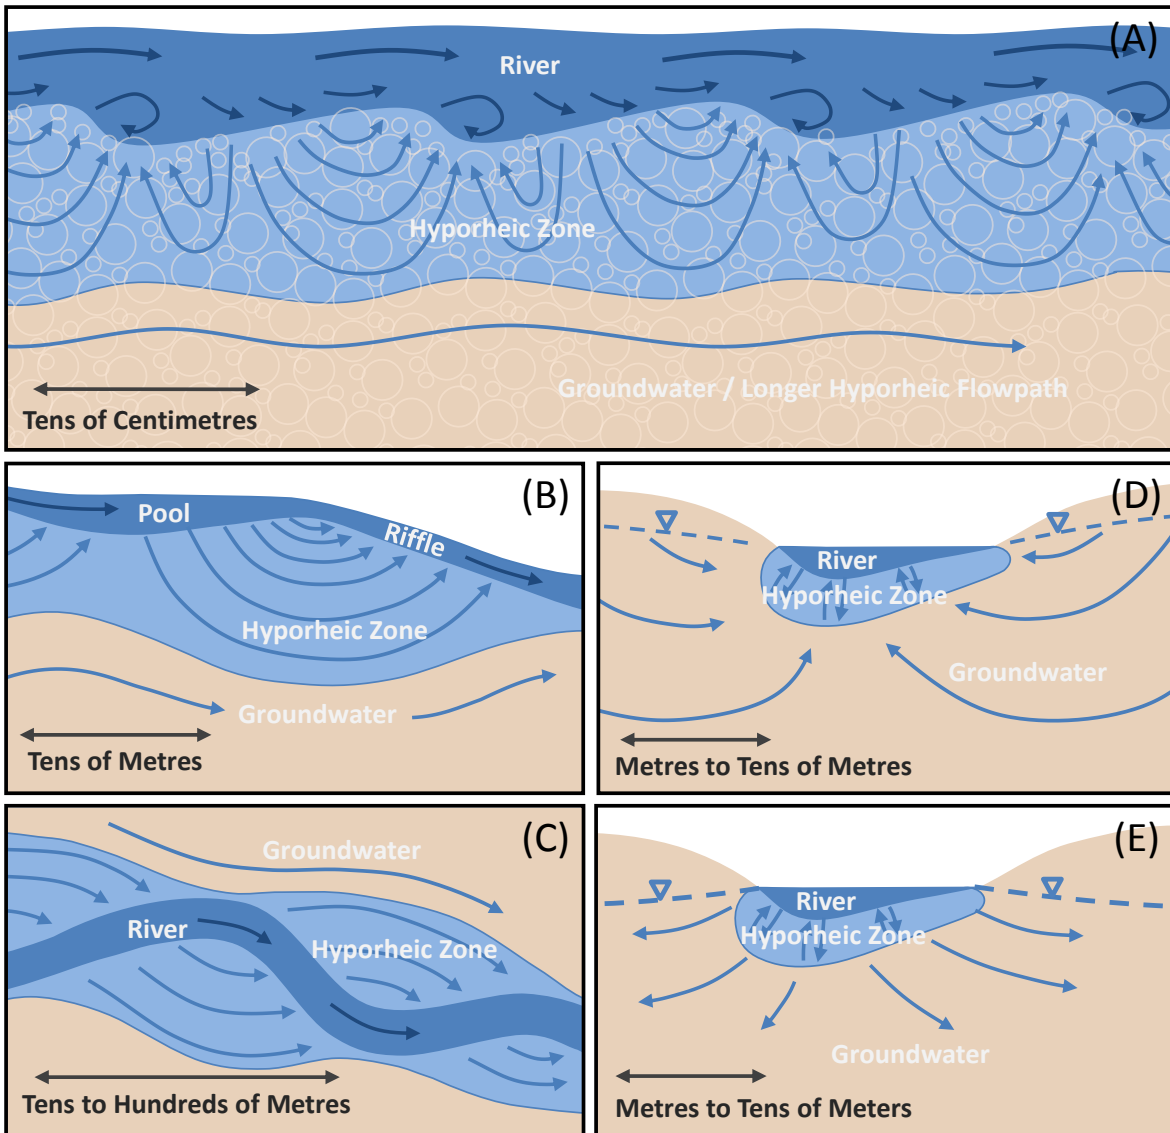 (A)
River
Hyporheic Zone
Groundwater / Longer Hyporheic Flowpath
Tens of Centimetres
(B)
Pool
Riffle
Hyporheic Zone
Groundwater
Tens of Metres
(D)
River
Hyporheic Zone
Groundwater
Metres to Tens of Metres
(C)
Groundwater
River
Hyporheic Zone
Tens to Hundreds of Metres
(E)
River
Hyporheic Zone
Groundwater
Metres to Tens of Meters